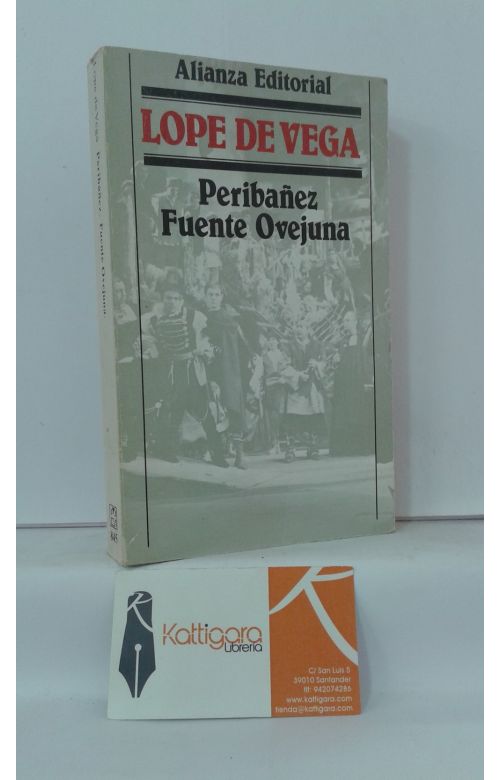 Alianza Editorial
LOPE DE VEGA
Peribañez
Fuente Ovejuna
Lope de Vega Peribañez. Fuente Ovejuna.
845
Kattigara
Librería
C/ San Luis 5
39010 Santander
tlf: 942074286
www.kattigara.com
tienda@kattigara.com